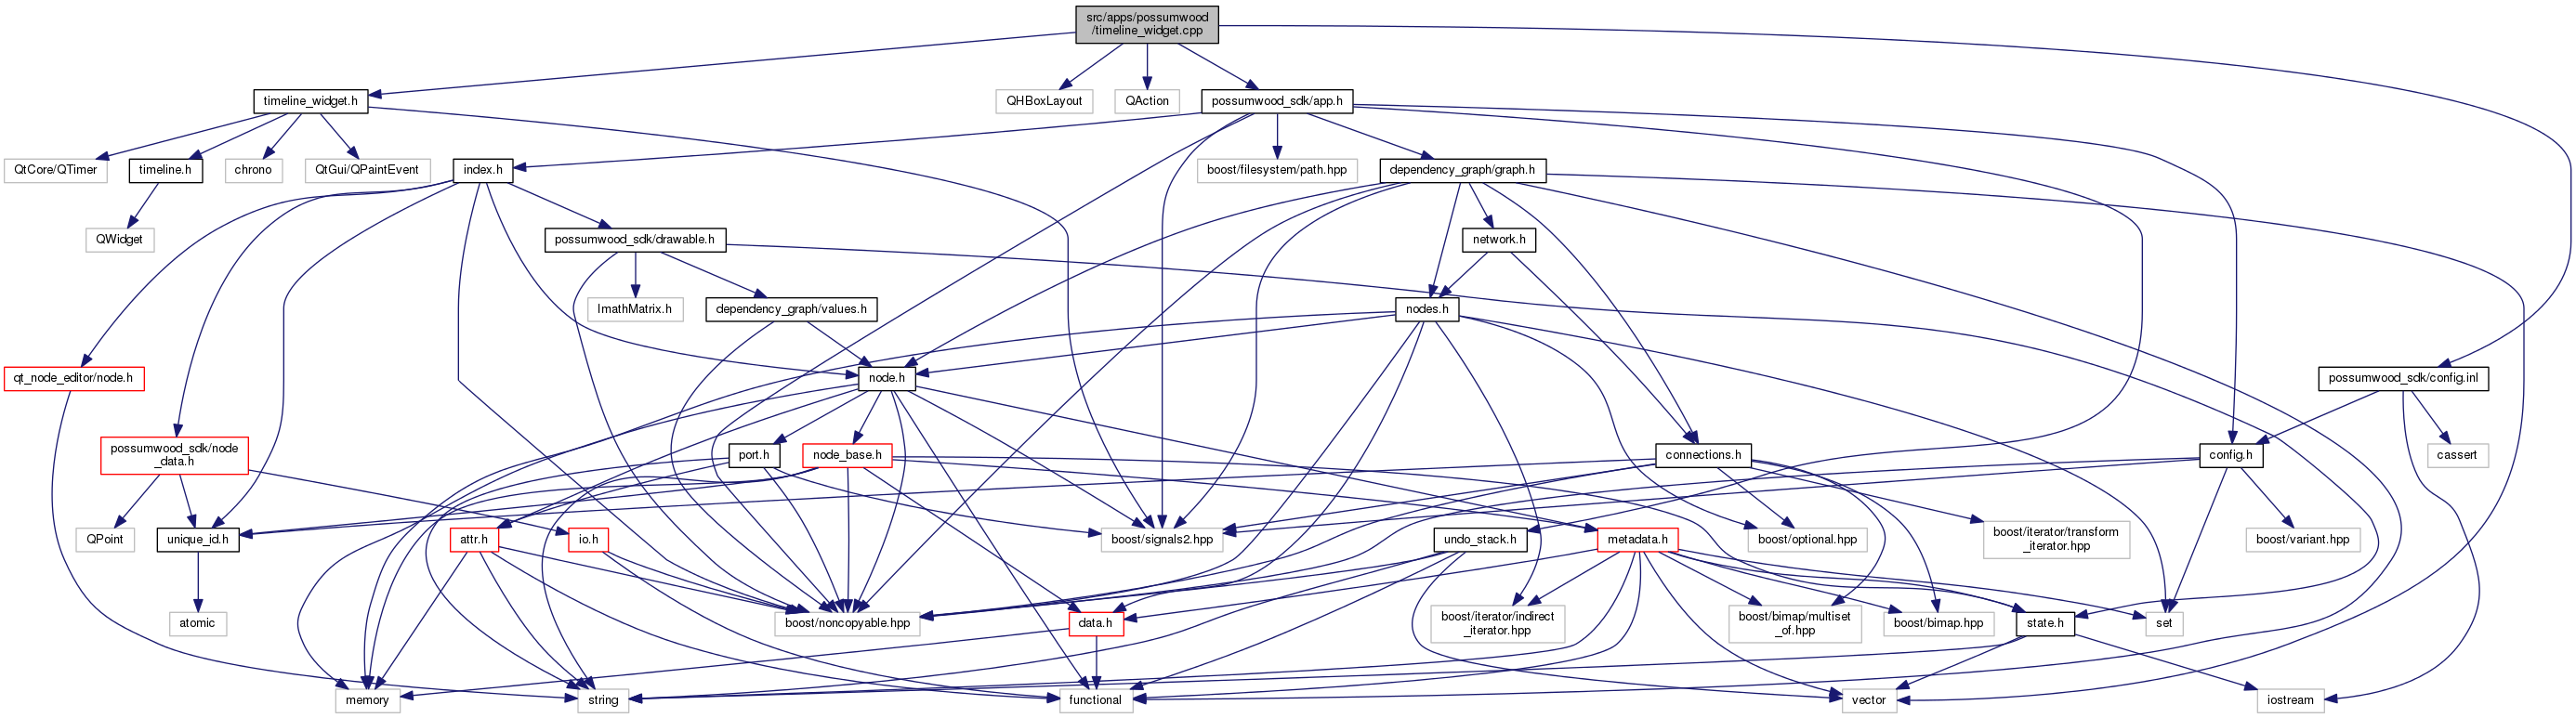 src/apps/possumwood
/timeline_widget.cpp
timeline_widget.h
QHBoxLayout
QAction
possumwood_sdk/app.h
QtCore/QTimer
timeline.h
chrono
QtGui/QPaintEvent
index.h
boost/filesystem/path.hpp
dependency_graph/graph.h
QWidget
possumwood_sdk/drawable.h
network.h
ImathMatrix.h
dependency_graph/values.h
nodes.h
qt_node_editor/node.h
node.h
possumwood_sdk/config.inl
possumwood_sdk/node
_data.h
port.h
node_base.h
connections.h
config.h
cassert
QPoint
unique_id.h
attr.h
io.h
boost/signals2.hpp
undo_stack.h
metadata.h
boost/optional.hpp
boost/iterator/transform
_iterator.hpp
boost/variant.hpp
atomic
boost/noncopyable.hpp
data.h
boost/iterator/indirect
_iterator.hpp
boost/bimap/multiset
_of.hpp
boost/bimap.hpp
state.h
set
memory
string
functional
vector
iostream